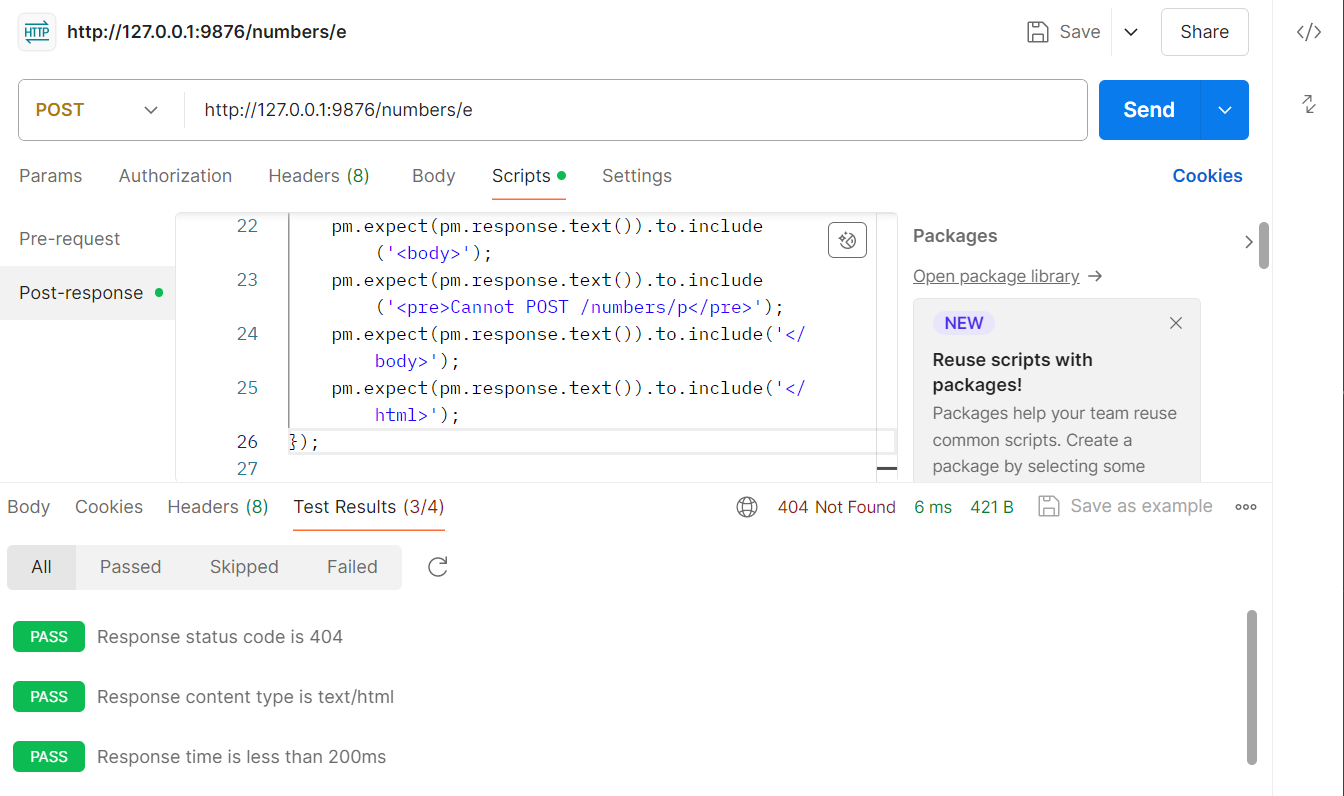 HTTP http://127.0.0.1:9876/numbers/e Save Share </>
POST http://127.0.0.1:9876/numbers/e Send
Params Authorization Headers (8) Body Scripts Settings Cookies
Pre-request
Post-response
22 pm.expect(pm.response.text()).to.include
('<body>');
23 pm.expect(pm.response.text()).to.include
('<pre>Cannot POST /numbers/p</pre>');
24 pm.expect(pm.response.text()).to.include('</
body>');
25 pm.expect(pm.response.text()).to.include('</
html>');
26 });
27
Packages
Open package library →
NEW
Reuse scripts with
packages!
Packages help your team reuse
common scripts. Create a
package by selecting some
Body Cookies Headers (8) Test Results (3/4) 404 Not Found 6 ms 421 B Save as example
All Passed Skipped Failed
PASS Response status code is 404
PASS Response content type is text/html
PASS Response time is less than 200ms